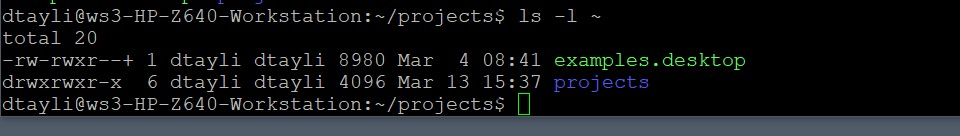 dtayli@ws3-HP-Z640-Workstation:~/projects$ ls -l ~
total 20
-rw-rwxr--+ 1 dtayli dtayli 8980 Mar  4 08:41 examples.desktop
drwxrwxr-x  6 dtayli dtayli 4096 Mar 13 15:37 projects
dtayli@ws3-HP-Z640-Workstation:~/projects$